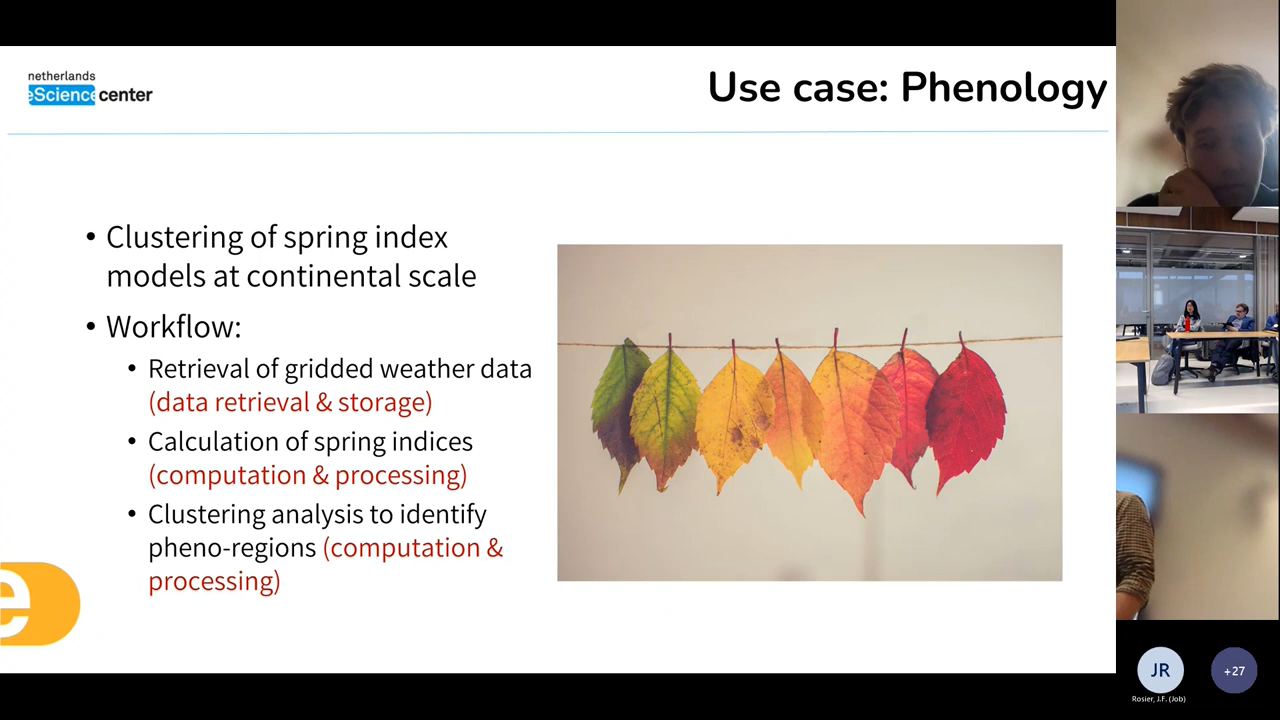 netherlands
eScience center
Use case: Phenology
• Clustering of spring index
models at continental scale
• Workflow:
• Retrieval of gridded weather data
(data retrieval & storage)
• Calculation of spring indices
(computation & processing)
• Clustering analysis to identify
pheno-regions (computation &
processing)
e
JR
+27
Rosier, J.F. (Job)